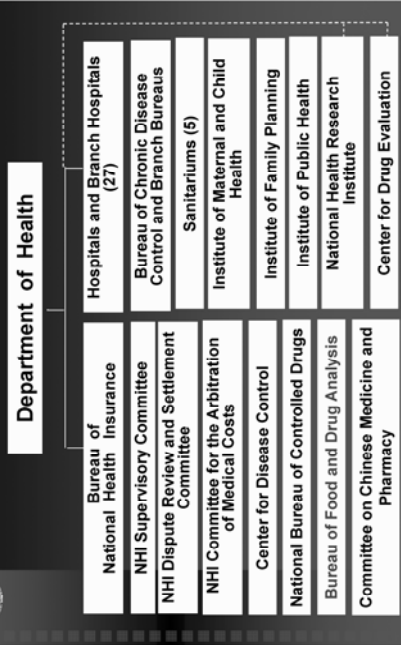 Department of Health
Bureau of
National Health Insurance
NHI Supervisory Committee
NHI Dispute Review and Settlement
Committee
NHI Committee for the Arbitration
of Medical Costs
Center for Disease Control
National Bureau of Controlled Drugs
Bureau of Food and Drug Analysis
Committee on Chinese Medicine and
Pharmacy
Hospitals and Branch Hospitals
(27)
Bureau of Chronic Disease
Control and Branch Bureaus
Sanitariums (5)
Institute of Maternal and Child
Health
Institute of Family Planning
Institute of Public Health
National Health Research
Institute
Center for Drug Evaluation